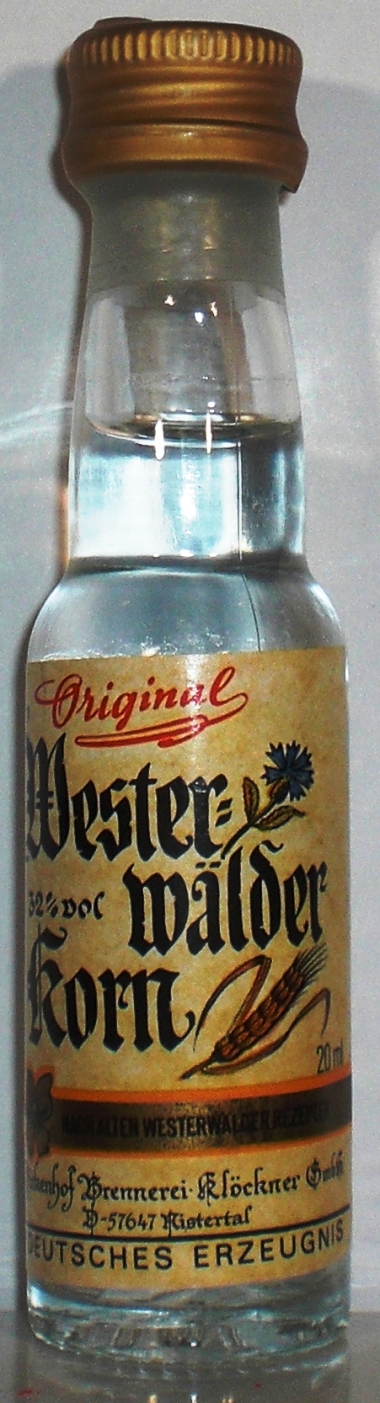 Original
Wester=
wälder
32% vol
Korn
20 ml
NACH ALTEN WESTERWÄLDER REZEPTEN
Brennerei · Klöckner GmbH
D-57647 Nistertal
DEUTSCHES ERZEUGNIS